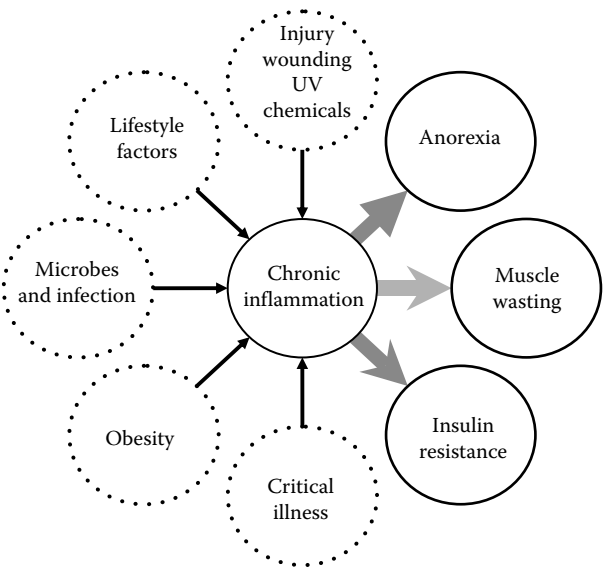 Injury
wounding
UV
chemicals
Lifestyle
factors
Anorexia
Microbes
and infection
Chronic
inflammation
Muscle
wasting
Obesity
Insulin
resistance
Critical
illness